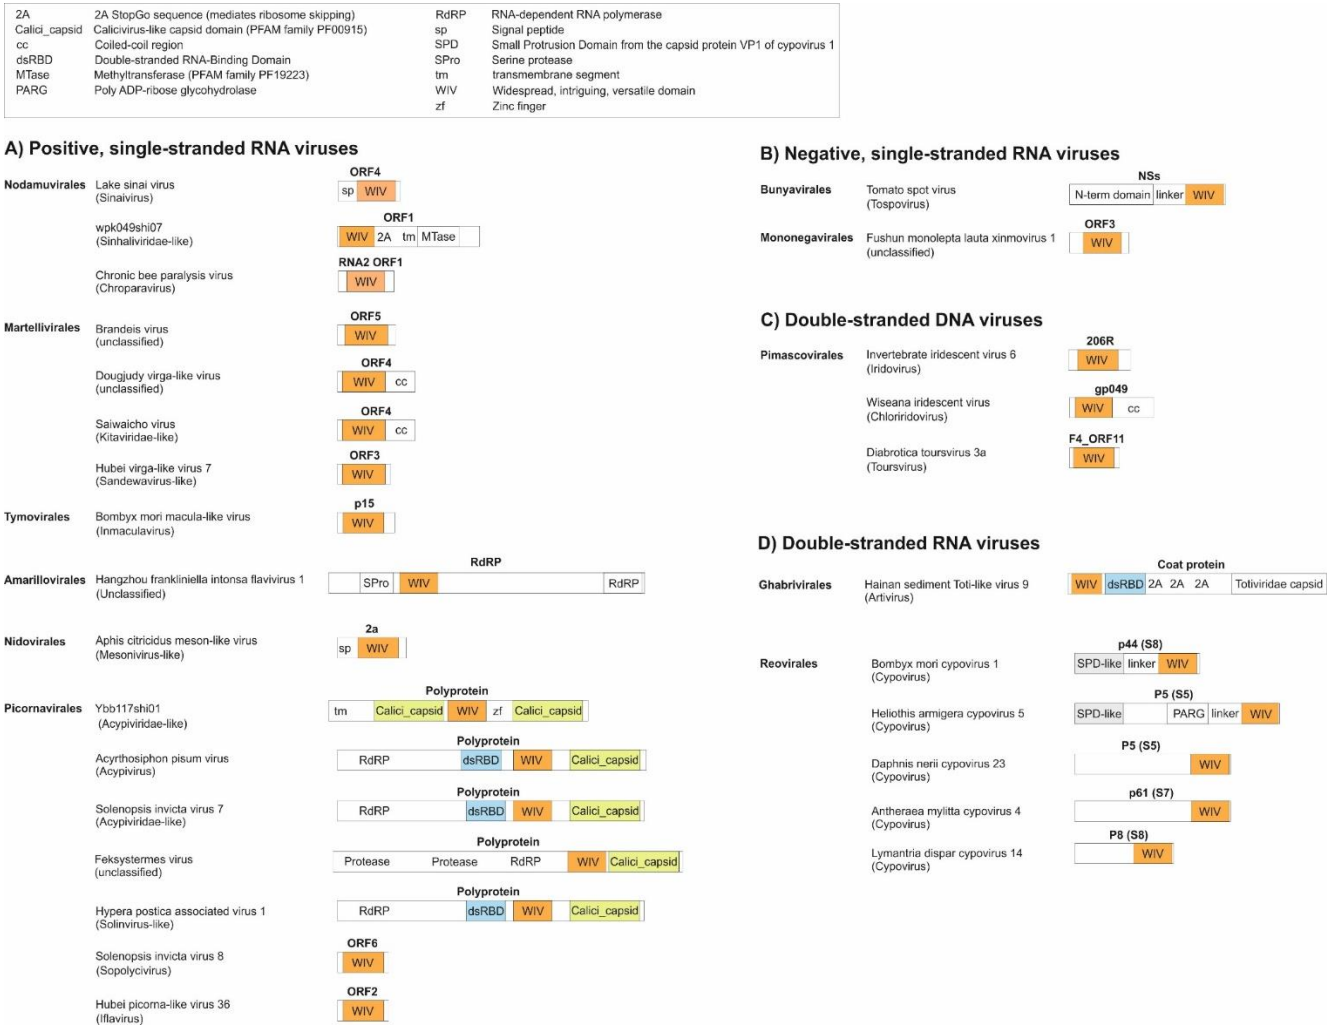 2A 2A StopGo sequence (mediates ribosome skipping)
Calici_capsid Calicivirus-like capsid domain (PFAM family PF00915)
cc Coiled-coil region
dsRBD Double-stranded RNA-Binding Domain
MTase Methyltransferase (PFAM family PF19223)
PARG Poly ADP-ribose glycohydrolase
RdRP RNA-dependent RNA polymerase
sp Signal peptide
SPD Small Protrusion Domain from the capsid protein VP1 of cypovirus 1
SPro Serine protease
tm transmembrane segment
WIV Widespread, intriguing, versatile domain
zf Zinc finger
A) Positive, single-stranded RNA viruses
ORF4
Nodamuvirales Lake sinai virus
(Sinaivirus)
sp WIV
ORF1
wpk049shi07
(Sinhaliviridae-like)
WIV 2A tm MTase
RNA2 ORF1
Chronic bee paralysis virus
(Chroparavirus)
WIV
ORF5
Martellivirales Brandeis virus
(unclassified)
WIV
ORF4
Dougjudy virga-like virus
(unclassified)
WIV cc
ORF4
Saiwaicho virus
(Kitaviridae-like)
WIV cc
ORF3
Hubei virga-like virus 7
(Sandewavirus-like)
WIV
p15
Tymovirales Bombyx mori macula-like virus
(Inmaculavirus)
WIV
RdRP
Amarillovirales Hangzhou frankliniella intonsa flavivirus 1
(Unclassified)
SPro WIV RdRP
2a
Nidovirales Aphis citricidus meson-like virus
(Mesonivirus-like)
sp WIV
Polyprotein
Picornavirales Ybb117shi01
(Acypiviridae-like)
tm Calici_capsid WIV zf Calici_capsid
Polyprotein
Acyrthosiphon pisum virus
(Acypivirus)
RdRP dsRBD WIV Calici_capsid
Polyprotein
Solenopsis invicta virus 7
(Acypiviridae-like)
RdRP dsRBD WIV Calici_capsid
Polyprotein
Feksystermes virus
(unclassified)
Protease Protease RdRP WIV Calici_capsid
Polyprotein
Hypera postica associated virus 1
(Solinvirus-like)
RdRP dsRBD WIV Calici_capsid
ORF6
Solenopsis invicta virus 8
(Sopolycivirus)
WIV
ORF2
Hubei picorna-like virus 36
(Iflavirus)
WIV
B) Negative, single-stranded RNA viruses
NSs
Bunyavirales Tomato spot virus
(Tospovirus)
N-term domain linker WIV
ORF3
Mononegavirales Fushun monolepta lauta xinmovirus 1
(unclassified)
WIV
C) Double-stranded DNA viruses
206R
Pimascovirales Invertebrate iridescent virus 6
(Iridovirus)
WIV
gp049
Wiseana iridescent virus
(Chloriridovirus)
WIV cc
F4_ORF11
Diabrotica toursvirus 3a
(Toursvirus)
WIV
D) Double-stranded RNA viruses
Coat protein
Ghabrivirales Hainan sediment Toti-like virus 9
(Artivirus)
WIV dsRBD 2A 2A 2A Totiviridae capsid
p44 (S8)
Reovirales Bombyx mori cypovirus 1
(Cypovirus)
SPD-like linker WIV
P5 (S5)
Heliothis armigera cypovirus 5
(Cypovirus)
SPD-like PARG linker WIV
P5 (S5)
Daphnis nerii cypovirus 23
(Cypovirus)
WIV
p61 (S7)
Antheraea mylitta cypovirus 4
(Cypovirus)
WIV
P8 (S8)
Lymantria dispar cypovirus 14
(Cypovirus)
WIV